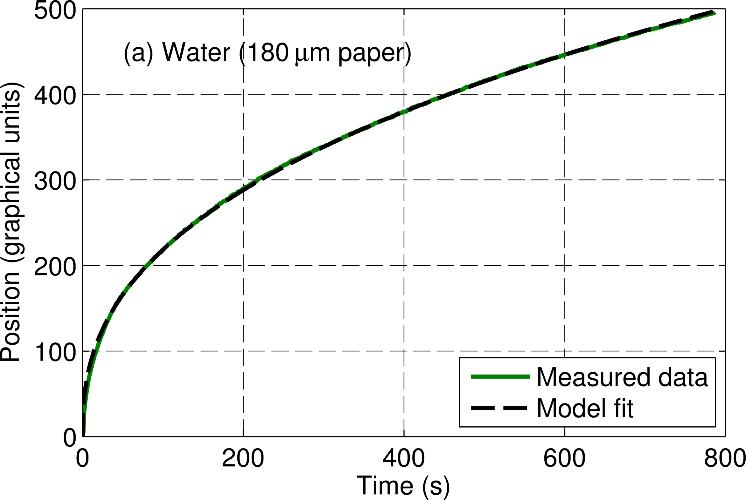 500
(a) Water (180 μm paper)
400
300
200
100
0
Position (graphical units)
Measured data
Model fit
0 200 400 600 800
Time (s)